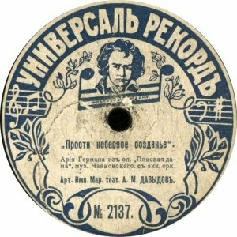 УНИВЕРСАЛЬ РЕКОРДЪ
„Прости небесное созданье“.
Арія Германа изъ оп. „Пиковая да
ма“, муз. Чайковскаго, съ акк. орк.
Арт. Имп. Мар. театр. А. М. ДАВЫДОВЪ.
№ 2137.